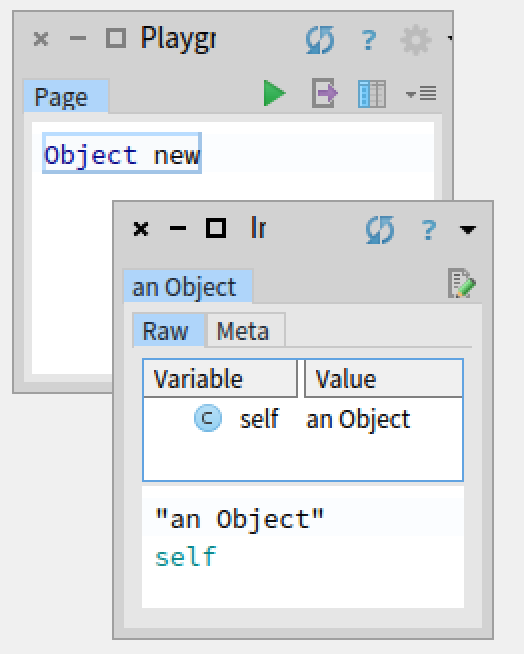 Playgr
?
Page
Object new
Ir
?
an Object
Raw Meta
Variable Value
C self an Object
"an Object"
self